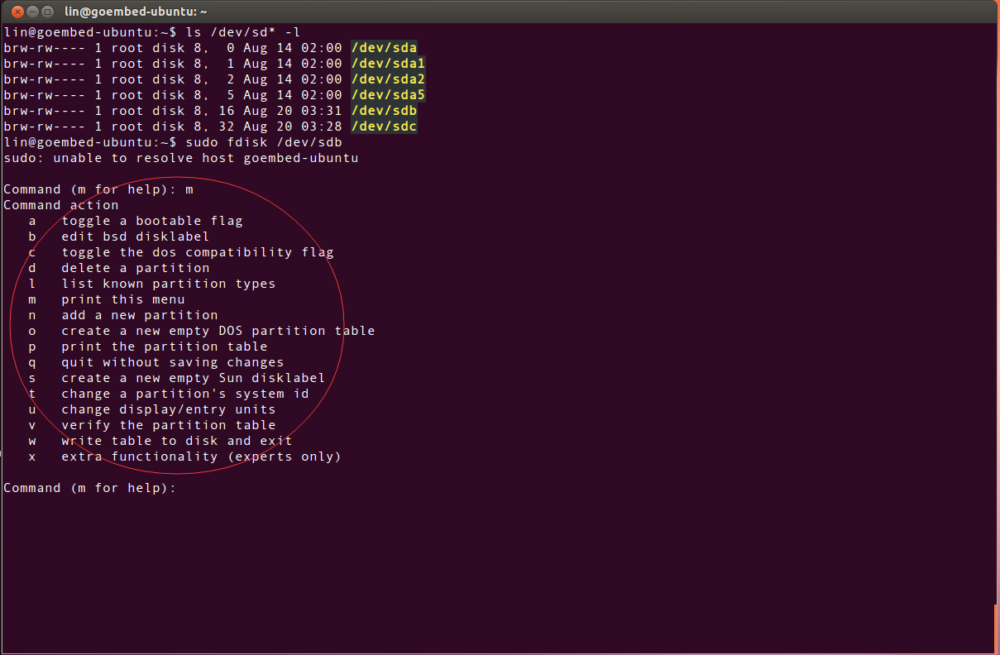 lin@goembed-ubuntu: ~
lin@goembed-ubuntu:~$ ls /dev/sd* -l
brw-rw---- 1 root disk 8,  0 Aug 14 02:00 /dev/sda
brw-rw---- 1 root disk 8,  1 Aug 14 02:00 /dev/sda1
brw-rw---- 1 root disk 8,  2 Aug 14 02:00 /dev/sda2
brw-rw---- 1 root disk 8,  5 Aug 14 02:00 /dev/sda5
brw-rw---- 1 root disk 8, 16 Aug 20 03:31 /dev/sdb
brw-rw---- 1 root disk 8, 32 Aug 20 03:28 /dev/sdc
lin@goembed-ubuntu:~$ sudo fdisk /dev/sdb
sudo: unable to resolve host goembed-ubuntu
Command (m for help): m
Command action
   a   toggle a bootable flag
   b   edit bsd disklabel
   c   toggle the dos compatibility flag
   d   delete a partition
   l   list known partition types
   m   print this menu
   n   add a new partition
   o   create a new empty DOS partition table
   p   print the partition table
   q   quit without saving changes
   s   create a new empty Sun disklabel
   t   change a partition's system id
   u   change display/entry units
   v   verify the partition table
   w   write table to disk and exit
   x   extra functionality (experts only)
Command (m for help):